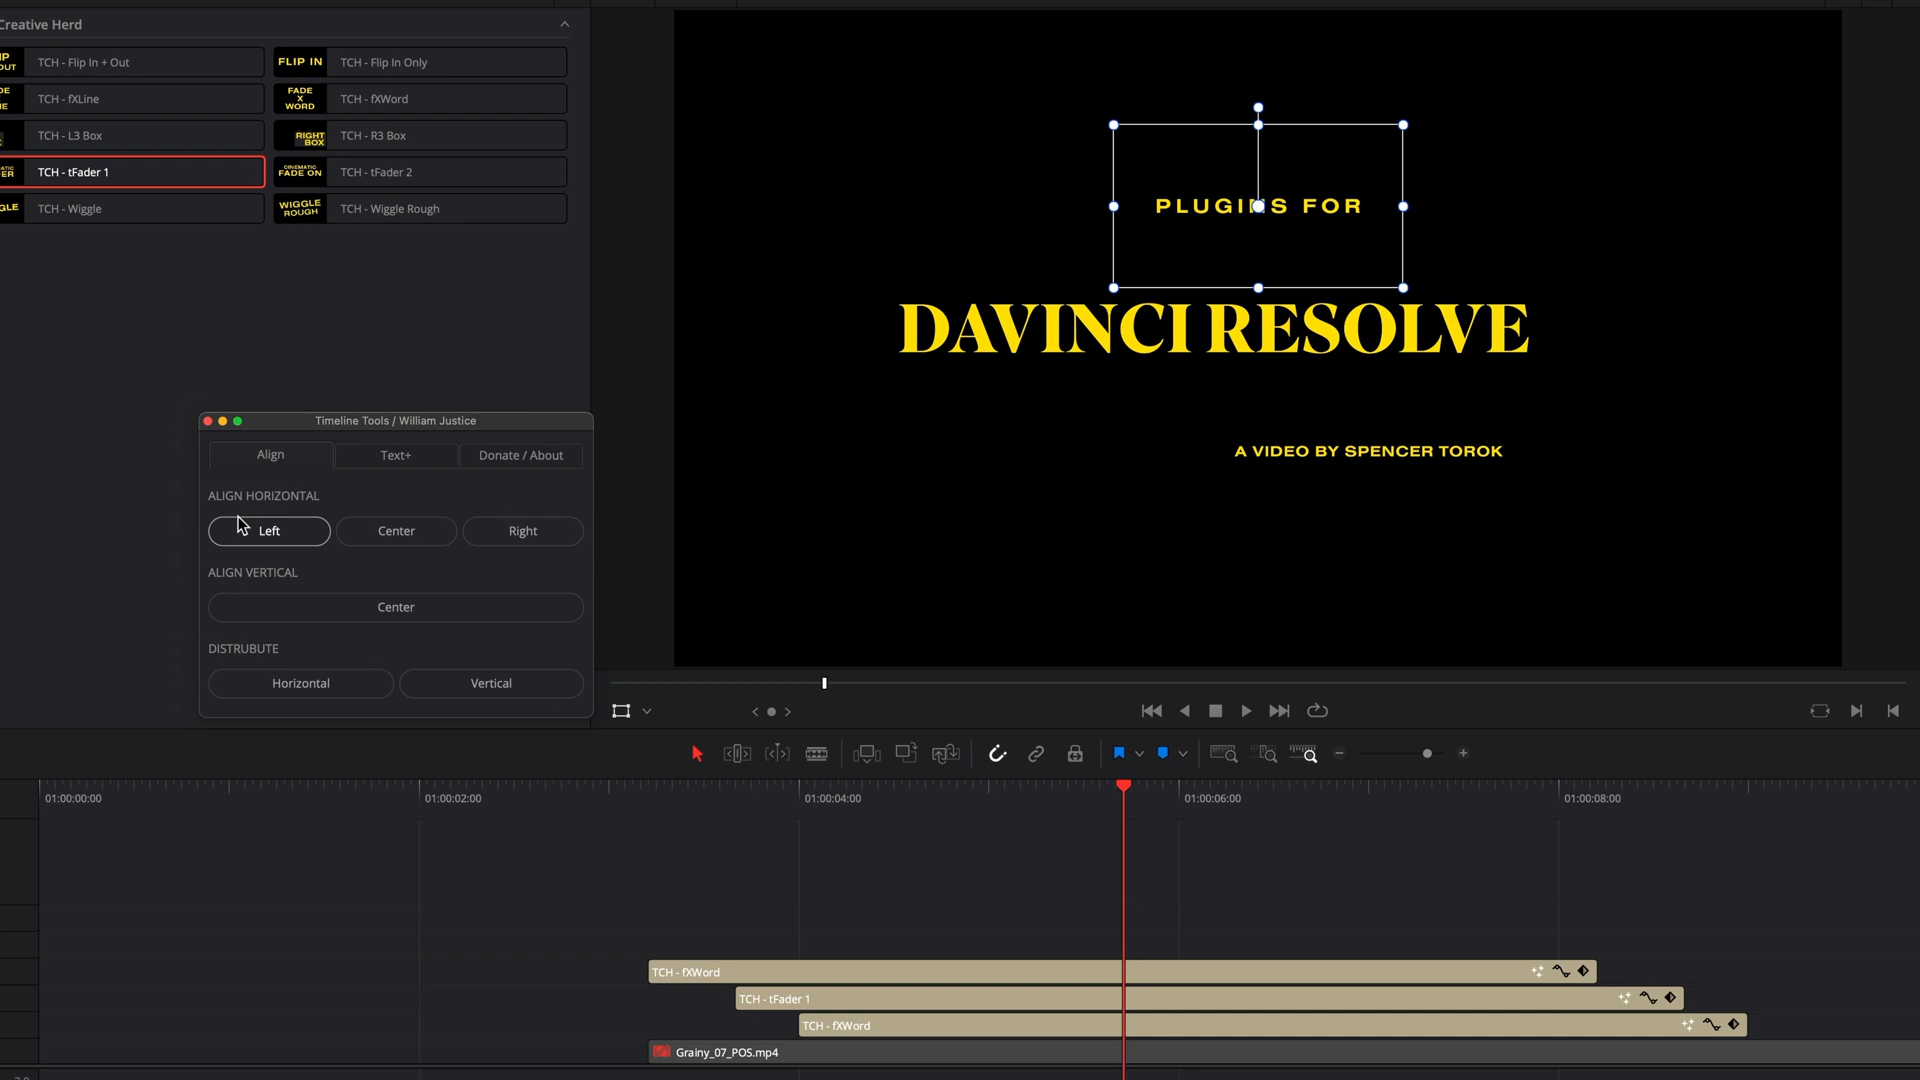 Creative Herd
TCH - Flip In + Out
FLIP IN
TCH - Flip In Only
TCH - fXLine
FADE
X
WORD
TCH - fXWord
TCH - L3 Box
RIGHT
BOX
TCH - R3 Box
TCH - tFader 1
CINEMATIC
FADE ON
TCH - tFader 2
TCH - Wiggle
WIGGLE
ROUGH
TCH - Wiggle Rough
PLUGINS FOR
DAVINCI RESOLVE
A VIDEO BY SPENCER TOROK
Timeline Tools / William Justice
Align
Text+
Donate / About
ALIGN HORIZONTAL
Left
Center
Right
ALIGN VERTICAL
Center
DISTRUBUTE
Horizontal
Vertical
01:00:00:00
01:00:02:00
01:00:04:00
01:00:06:00
01:00:08:00
TCH - fXWord
TCH - tFader 1
TCH - fXWord
Grainy_07_POS.mp4